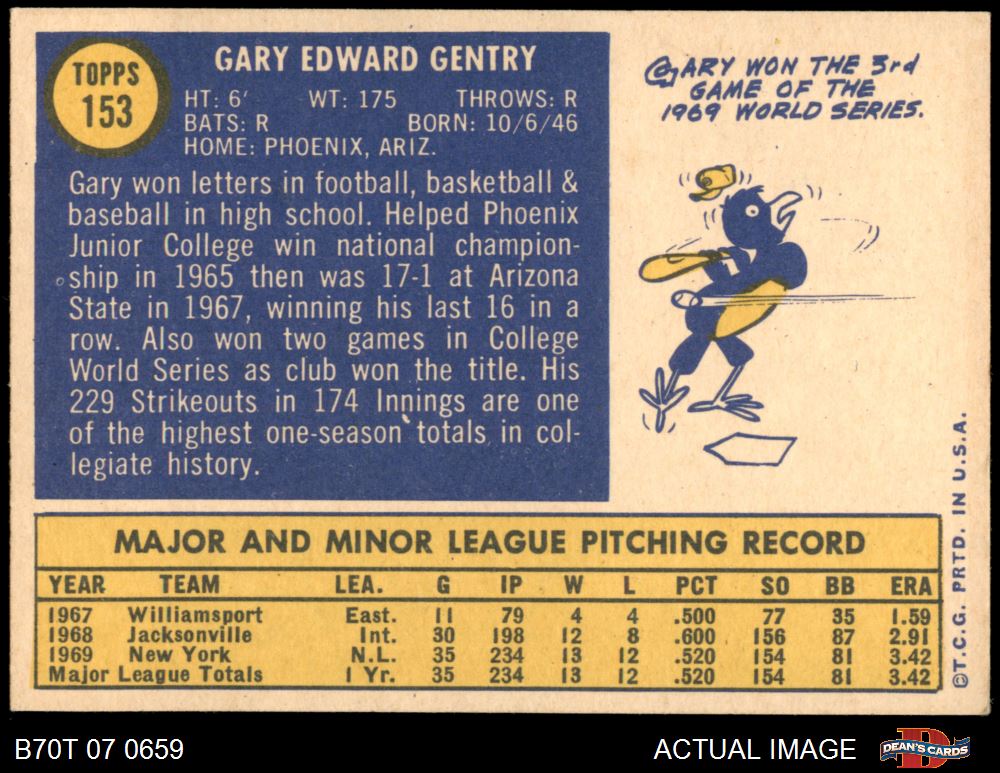 TOPPS
153
GARY EDWARD GENTRY
HT: 6' WT: 175 THROWS: R
BATS: R BORN: 10/6/46
HOME: PHOENIX, ARIZ.
Gary won letters in football, basketball &
baseball in high school. Helped Phoenix
Junior College win national champion-
ship in 1965 then was 17-1 at Arizona
State in 1967, winning his last 16 in a
row. Also won two games in College
World Series as club won the title. His
229 Strikeouts in 174 Innings are one
of the highest one-season totals in col-
legiate history.
GARY WON THE 3rd
GAME OF THE
1969 WORLD SERIES.
MAJOR AND MINOR LEAGUE PITCHING RECORD
YEAR TEAM LEA. G IP W L PCT SO BB ERA
1967 Williamsport East. 11 79 4 4 .500 77 35 1.59
1968 Jacksonville Int. 30 198 12 8 .600 156 87 2.91
1969 New York N.L. 35 234 13 12 .520 154 81 3.42
Major League Totals 1 Yr. 35 234 13 12 .520 154 81 3.42
©T.C.G. PRTD. IN U.S.A.
B70T 07 0659 ACTUAL IMAGE
DEAN'S CARDS